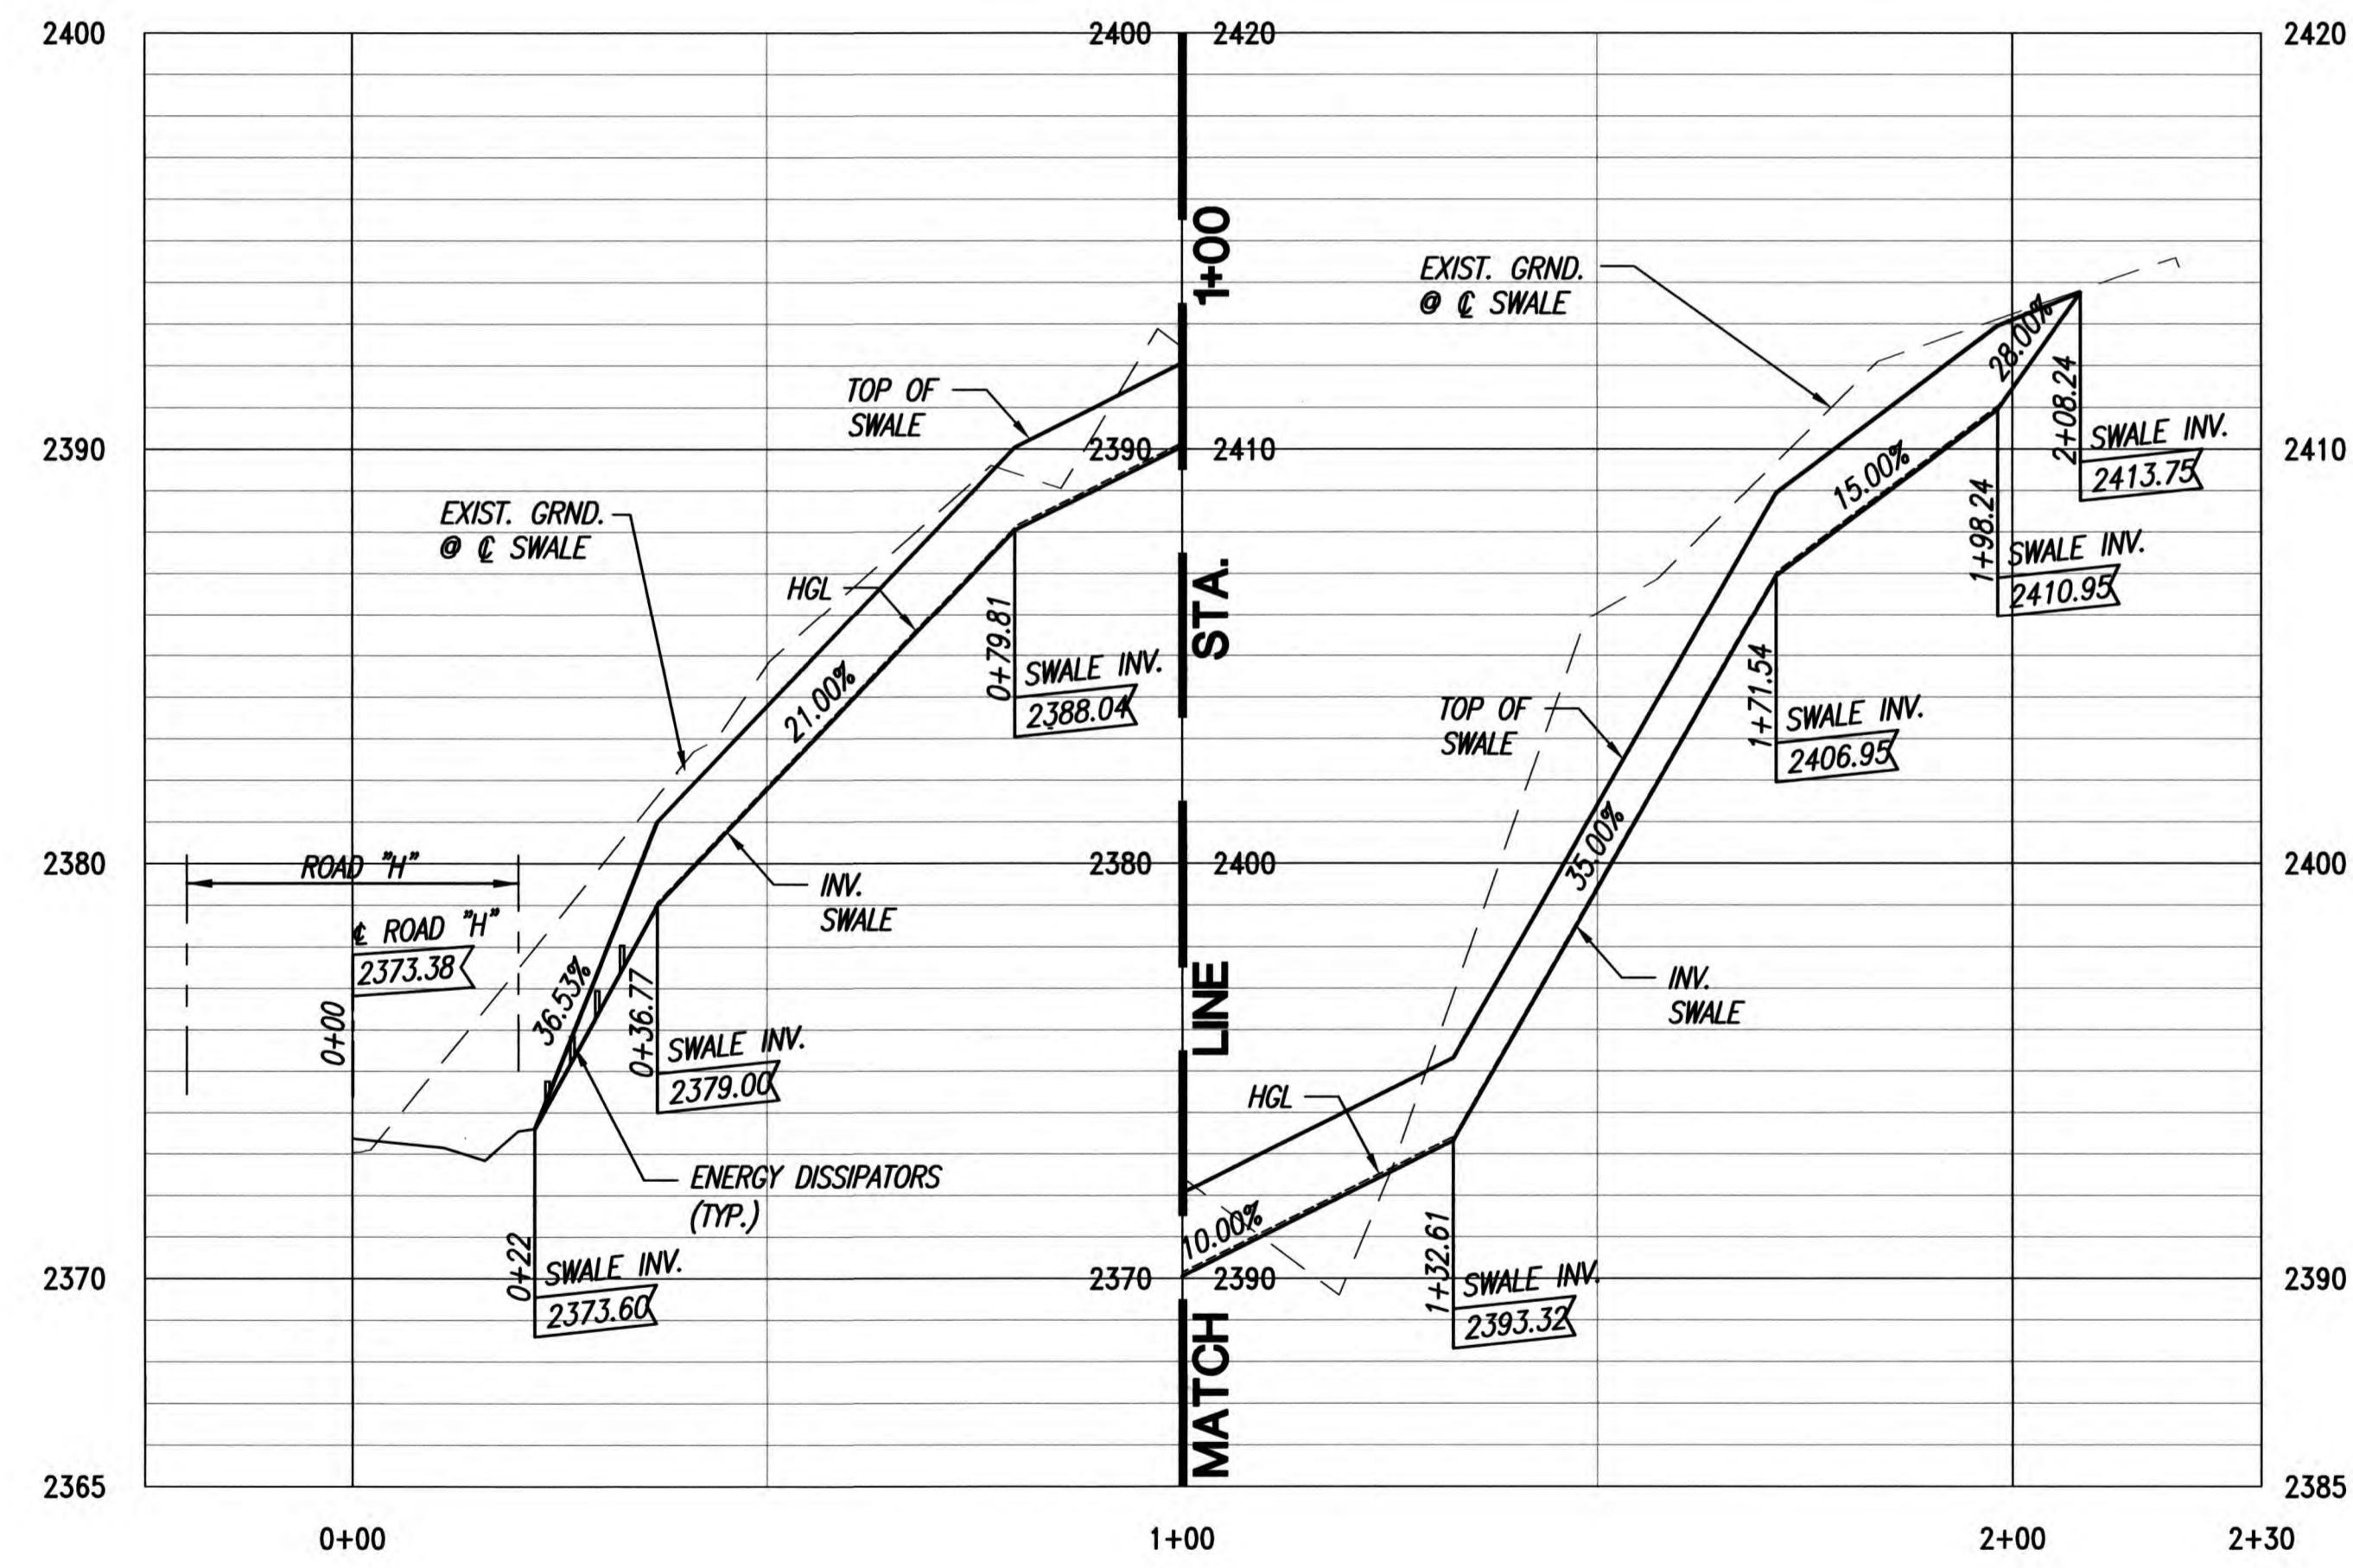 2400
2400
2420
2420
2390
2390
2410
2410
2380
2380
2400
2400
2370
2370
2390
2390
2365
2385
0+00
1+00
2+00
2+30
MATCH LINE STA. 1+00
ROAD "H"
℄ ROAD "H"
2373.38
0+00
EXIST. GRND.
@ ℄ SWALE
TOP OF
SWALE
HGL
21.00%
INV.
SWALE
36.53%
ENERGY DISSIPATORS
(TYP.)
0+22
SWALE INV.
2373.60
0+36.77
SWALE INV.
2379.00
0+79.81
SWALE INV.
2388.04
EXIST. GRND.
@ ℄ SWALE
TOP OF
SWALE
HGL
10.00%
35.00%
15.00%
28.00%
INV.
SWALE
1+32.61
SWALE INV.
2393.32
1+71.54
SWALE INV.
2406.95
1+98.24
SWALE INV.
2410.95
2+08.24
SWALE INV.
2413.75